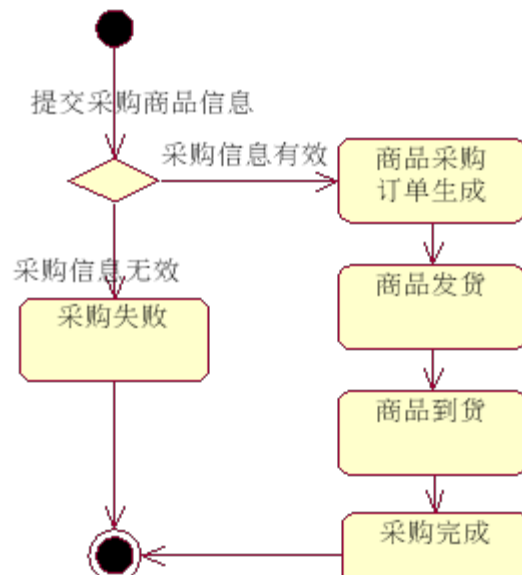 提交采购商品信息
采购信息有效
商品采购
订单生成
采购信息无效
商品发货
采购失败
商品到货
采购完成